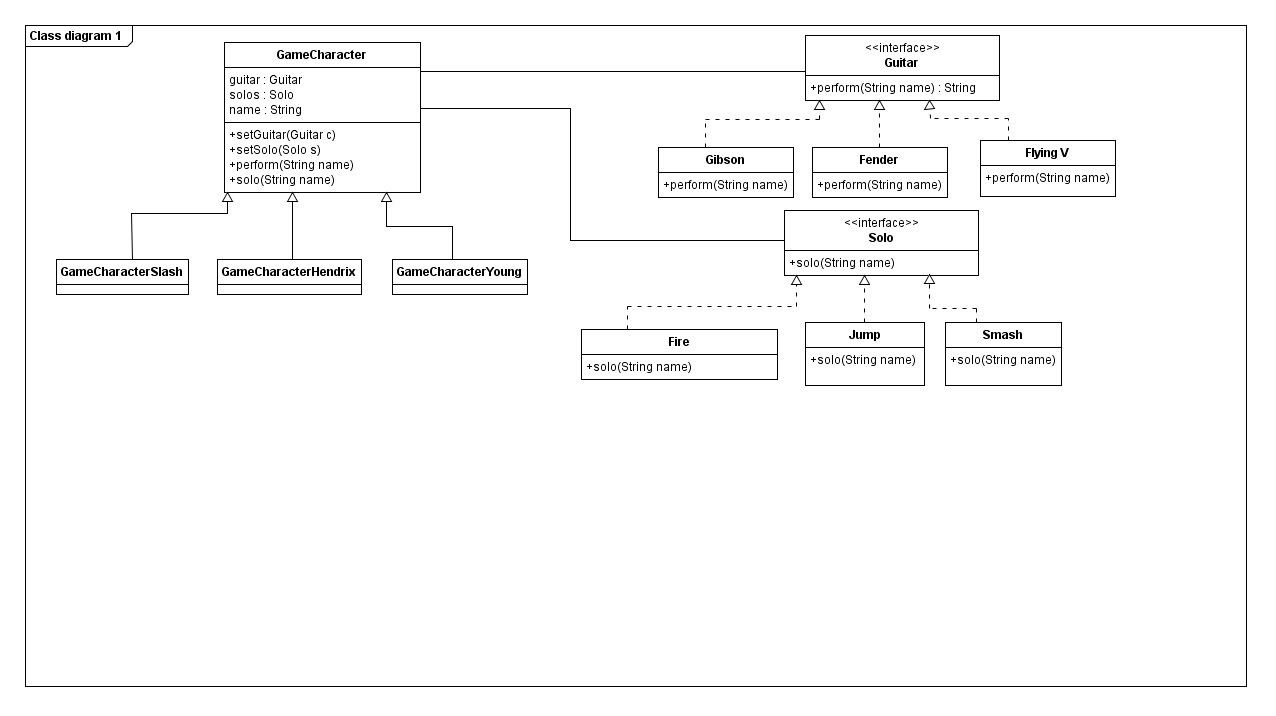 Class diagram 1
GameCharacter
guitar : Guitar
solos : Solo
name : String
+setGuitar(Guitar c)
+setSolo(Solo s)
+perform(String name)
+solo(String name)
<<interface>>
Guitar
+perform(String name) : String
Gibson
+perform(String name)
Fender
+perform(String name)
Flying V
+perform(String name)
<<interface>>
Solo
+solo(String name)
GameCharacterSlash
GameCharacterHendrix
GameCharacterYoung
Fire
+solo(String name)
Jump
+solo(String name)
Smash
+solo(String name)